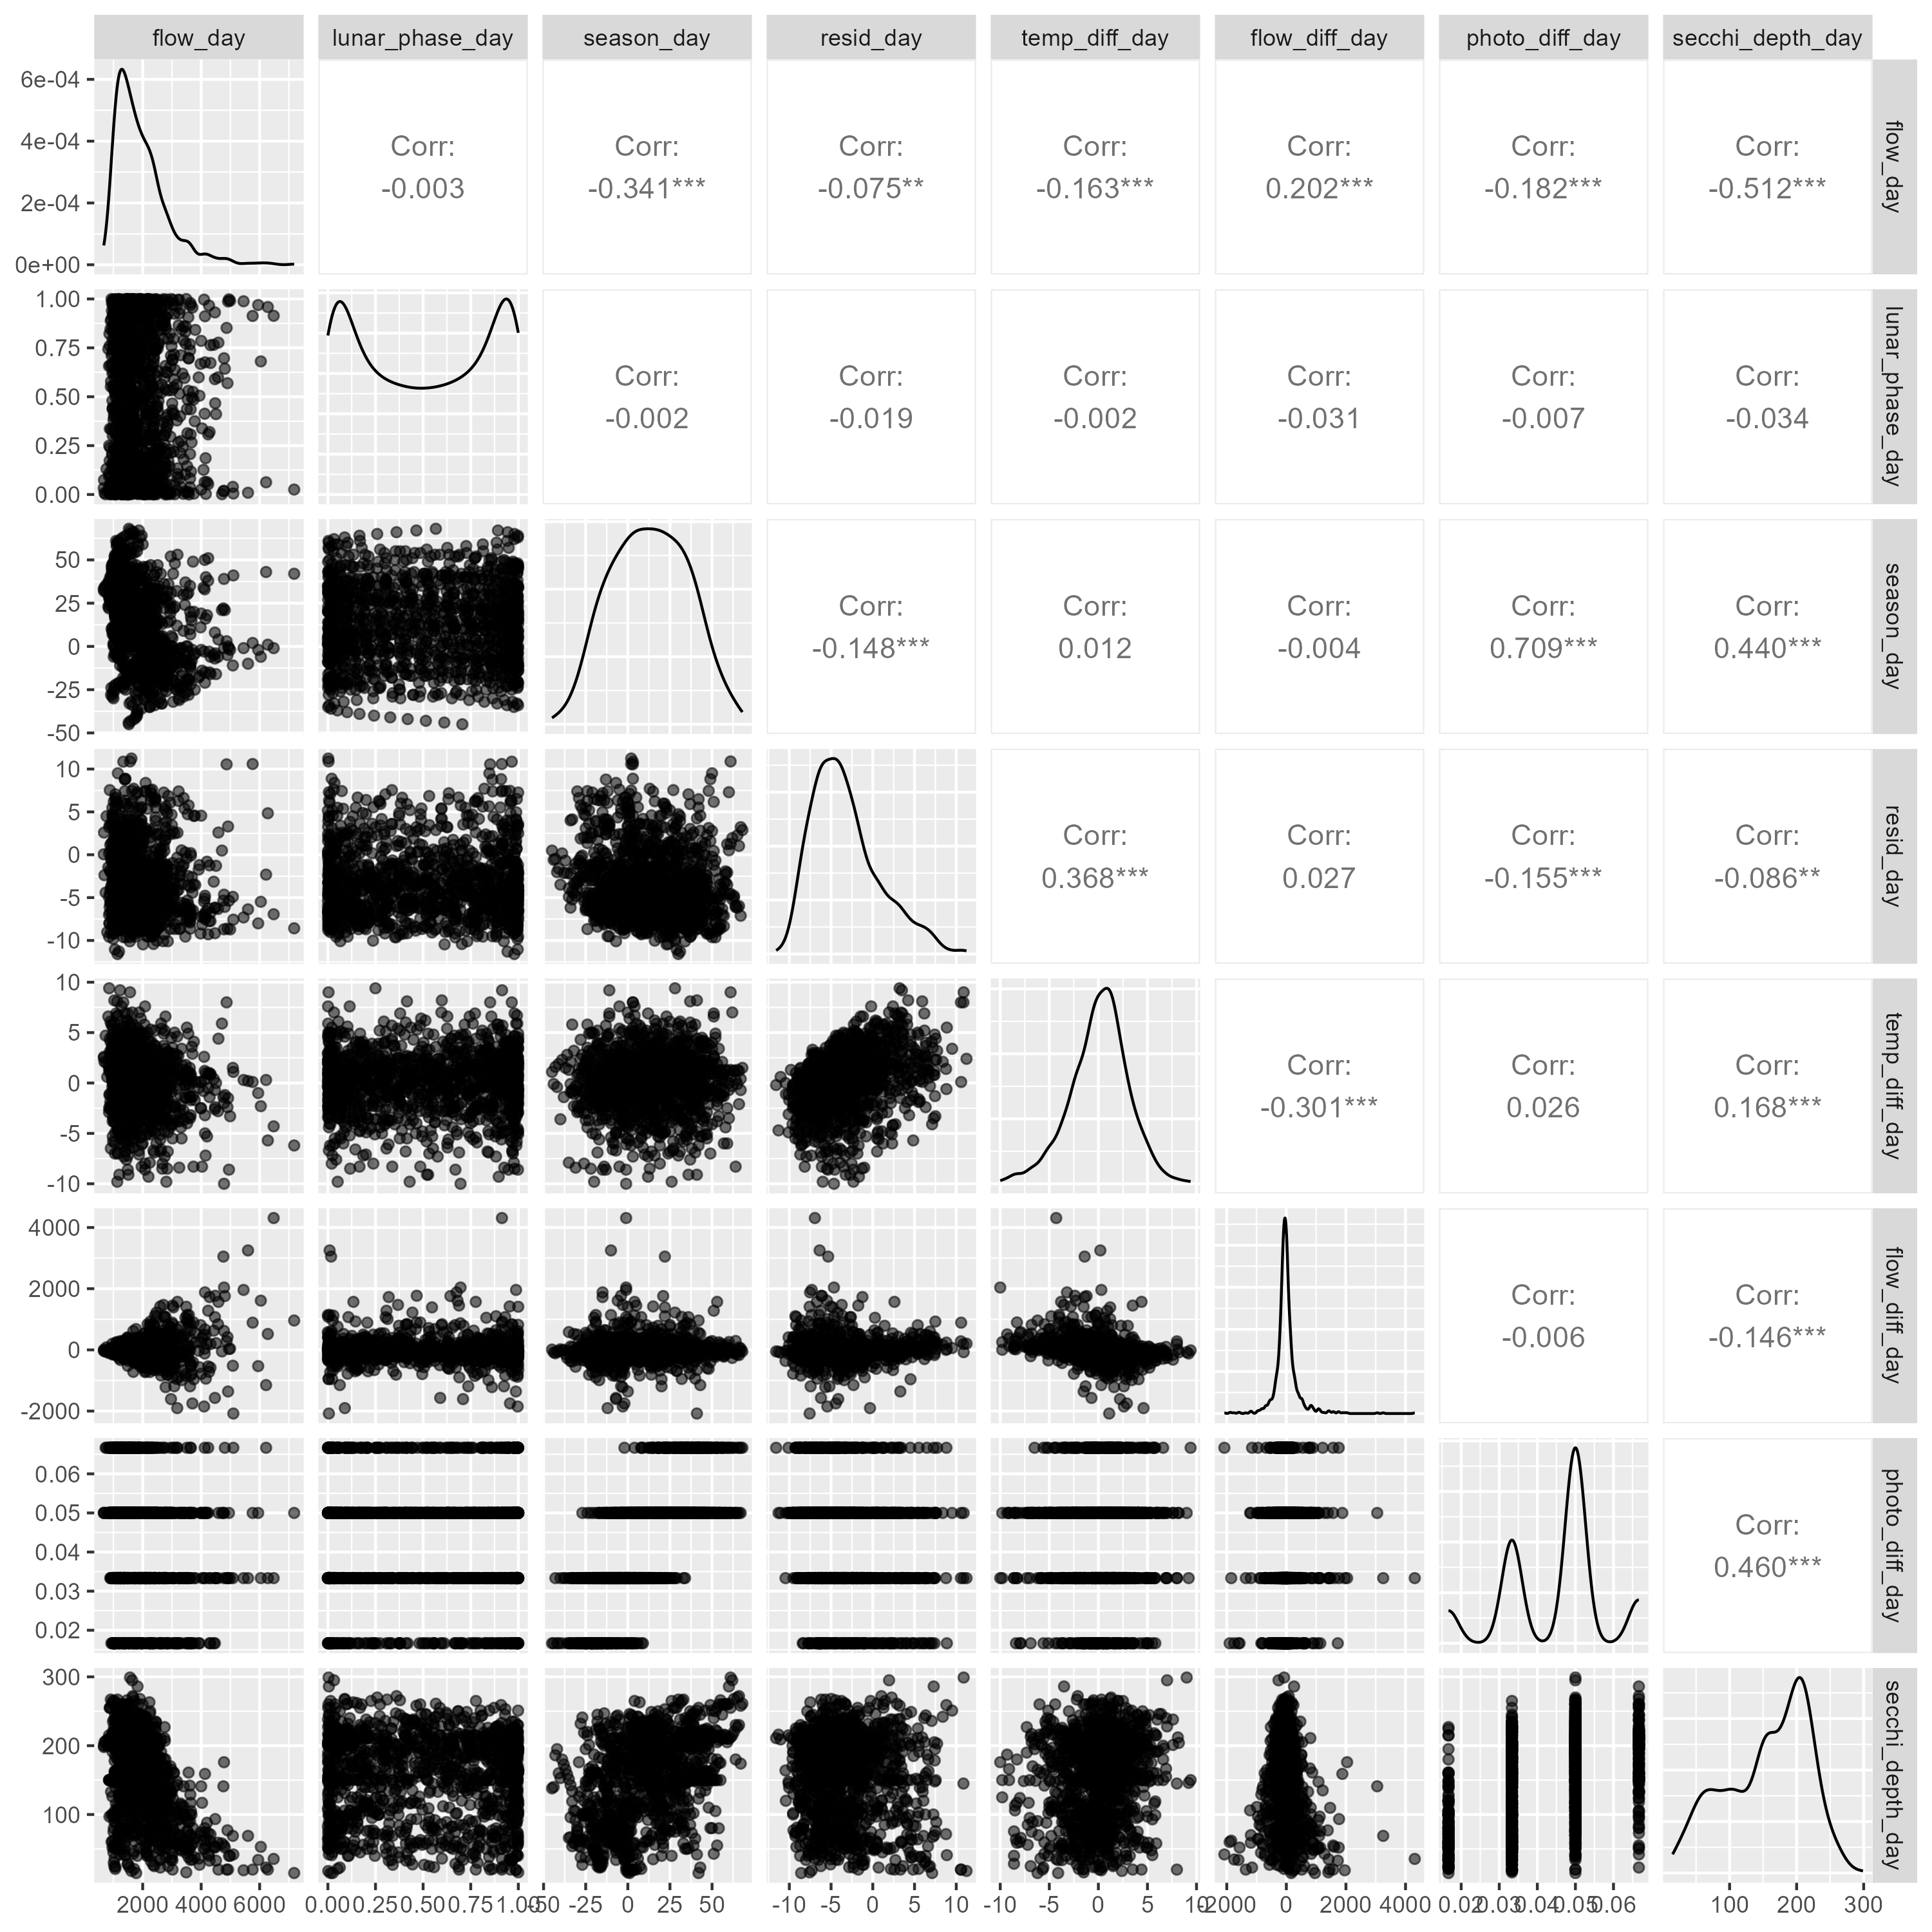 flow_day lunar_phase_day season_day resid_day temp_diff_day flow_diff_day photo_diff_day secchi_depth_day
6e-04
4e-04
2e-04
0e+00
Corr: Corr: Corr: Corr: Corr: Corr: Corr:
-0.003 -0.341*** -0.075** -0.163*** 0.202*** -0.182*** -0.512***
flow_day
1.00
0.75
0.50
0.25
0.00
Corr: Corr: Corr: Corr: Corr: Corr:
-0.002 -0.019 -0.002 -0.031 -0.007 -0.034
lunar_phase_day
50
25
0
-25
-50
Corr: Corr: Corr: Corr: Corr:
-0.148*** 0.012 -0.004 0.709*** 0.440***
season_day
10
5
0
-5
-10
Corr: Corr: Corr: Corr:
0.368*** 0.027 -0.155*** -0.086**
resid_day
10
5
0
-5
-10
Corr: Corr: Corr:
-0.301*** 0.026 0.168***
temp_diff_day
4000
2000
0
-2000
Corr: Corr:
-0.006 -0.146***
flow_diff_day
0.06
0.05
0.04
0.03
0.02
Corr:
0.460***
photo_diff_day
300
200
100
secchi_depth_day
2000 4000 6000 0.00 0.25 0.50 0.75 1.00 -50 0 50 -10 -5 0 5 10 -10 -5 0 5 10 -2000 0 2000 4000 0.02 0.03 0.04 0.05 0.06 100 200 300